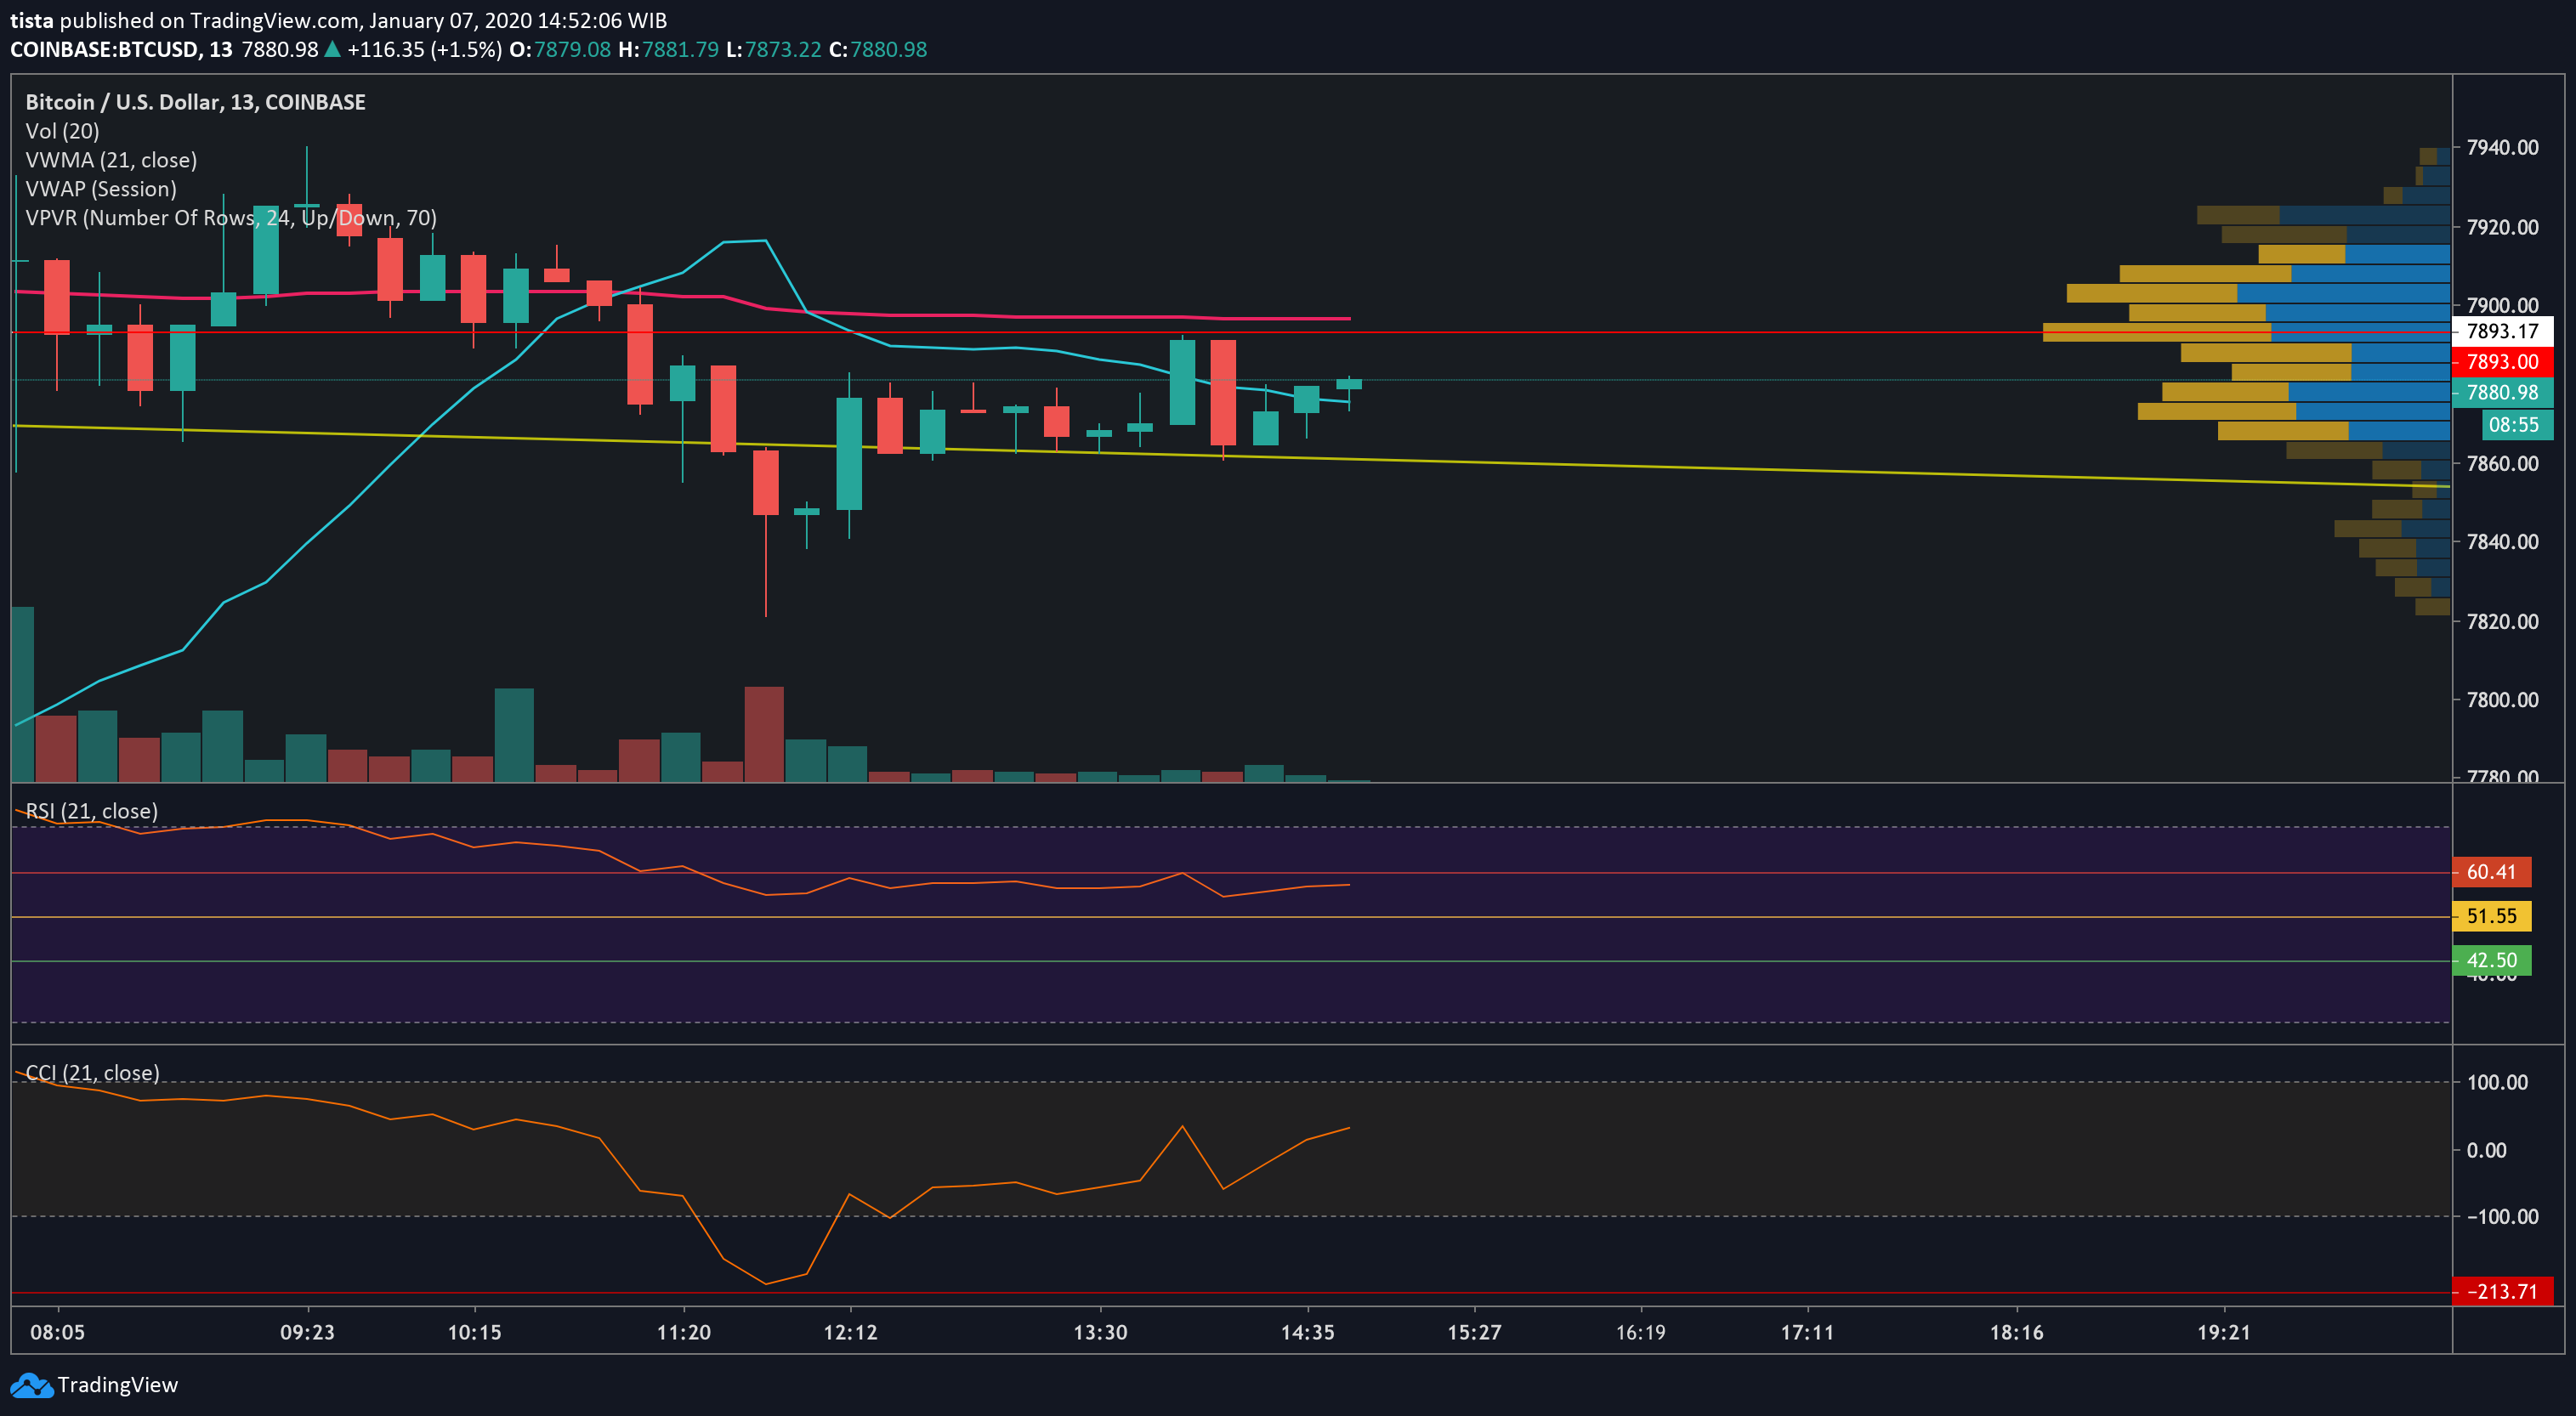 tista published on TradingView.com, January 07, 2020 14:52:06 WIB
COINBASE:BTCUSD, 13 7880.98 ▲ +116.35 (+1.5%) O:7879.08 H:7881.79 L:7873.22 C:7880.98
Bitcoin / U.S. Dollar, 13, COINBASE
Vol (20)
VWMA (21, close)
VWAP (Session)
VPVR (Number Of Rows, 24, Up/Down, 70)
7940.00
7920.00
7900.00
7893.17
7893.00
7880.98
08:55
7860.00
7840.00
7820.00
7800.00
7780.00
RSI (21, close)
60.41
51.55
42.50
CCI (21, close)
100.00
0.00
−100.00
−213.71
08:05 09:23 10:15 11:20 12:12 13:30 14:35 15:27 16:19 17:11 18:16 19:21
TradingView